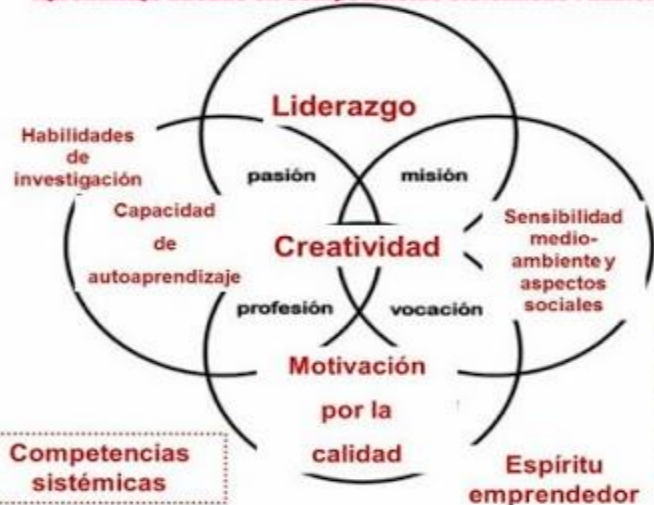 Liderazgo
Habilidades
de
investigación
pasión
misión
Capacidad
de
autoaprendizaje
Creatividad
Sensibilidad
medio-
ambiente y
aspectos
sociales
profesión
vocación
Motivación
por la
calidad
Competencias
sistémicas
Espíritu
emprendedor